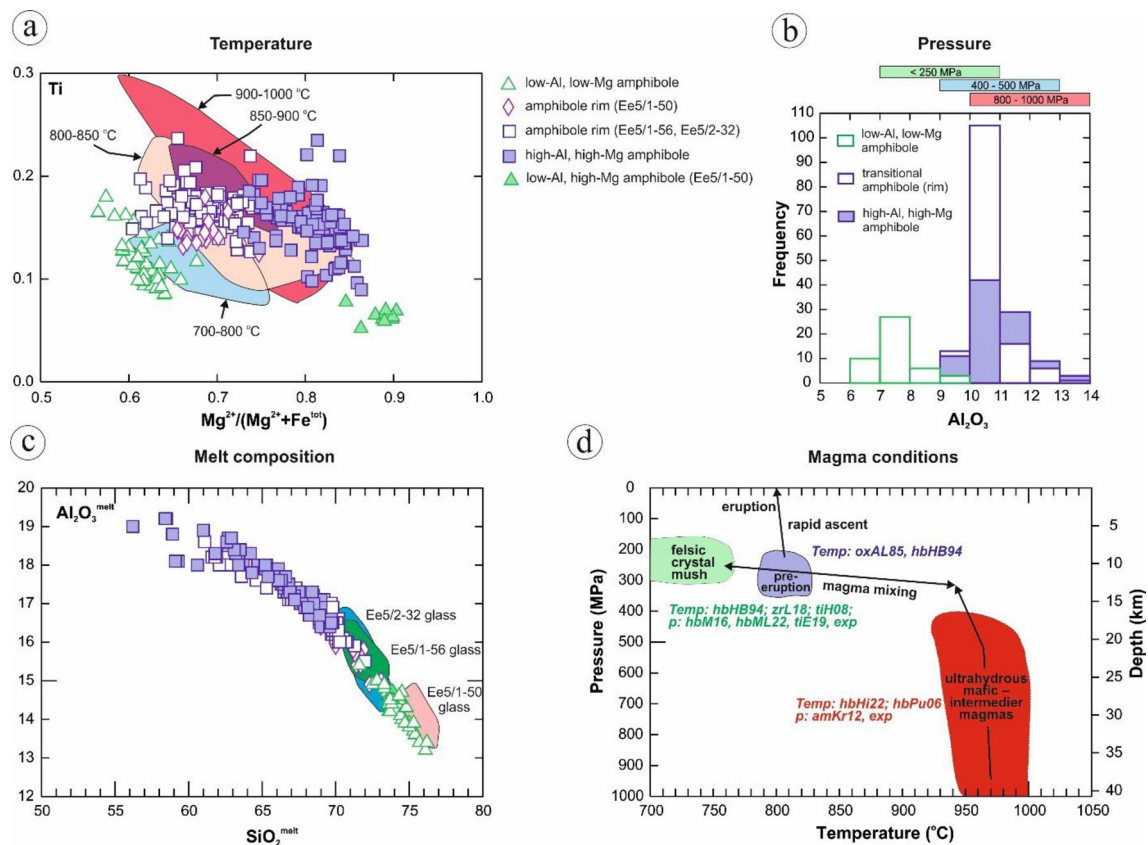 a
Temperature
Ti
0.3
0.2
0.1
0.0
900-1000 °C
850-900 °C
800-850 °C
700-800 °C
0.5
0.6
0.7
0.8
0.9
1.0
Mg²⁺/(Mg²⁺+Feᵗᵒᵗ)
low-Al, low-Mg amphibole
amphibole rim (Ee5/1-50)
amphibole rim (Ee5/1-56, Ee5/2-32)
high-Al, high-Mg amphibole
low-Al, high-Mg amphibole (Ee5/1-50)
b
Pressure
< 250 MPa
400 - 500 MPa
800 - 1000 MPa
Frequency
110
100
90
80
70
60
50
40
30
20
10
0
low-Al, low-Mg
amphibole
transitional
amphibole (rim)
high-Al, high-Mg
amphibole
5
6
7
8
9
10
11
12
13
14
Al₂O₃
c
Melt composition
Al₂O₃ᵐᵉˡᵗ
20
19
18
17
16
15
14
13
12
Ee5/2-32 glass
Ee5/1-56 glass
Ee5/1-50
glass
50
55
60
65
70
75
80
SiO₂ᵐᵉˡᵗ
d
Magma conditions
Pressure (MPa)
0
100
200
300
400
500
600
700
800
900
1000
eruption
rapid ascent
felsic
crystal
mush
pre-
eruption
magma mixing
Temp: oxAL85, hbHB94
Temp: hbHB94; zrL18; tiH08;
p: hbM16, hbML22, tiE19, exp
Temp: hbHi22; hbPu06
p: amKr12, exp
ultrahydrous
mafic –
intermedier
magmas
Depth (km)
5
10
15
20
25
30
35
40
700
750
800
850
900
950
1000
1050
Temperature (°C)